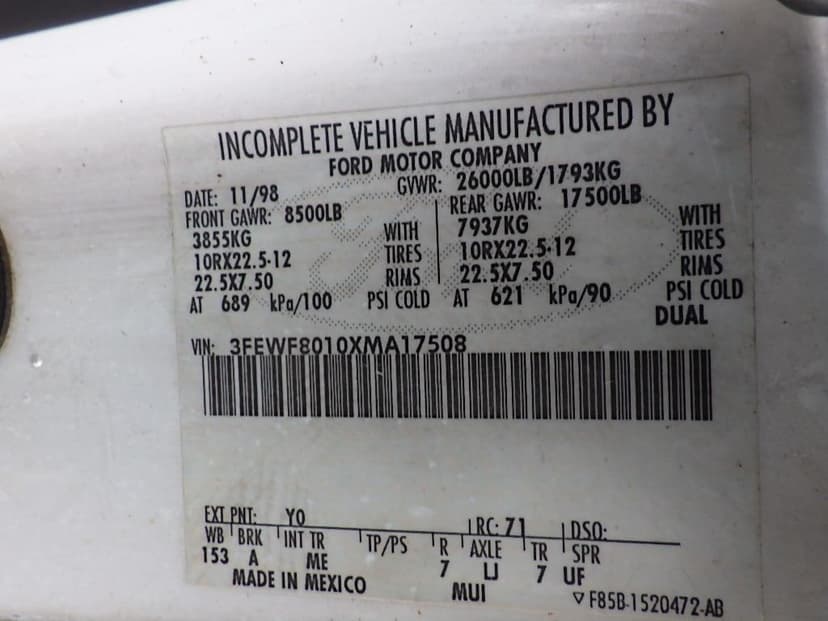 INCOMPLETE VEHICLE MANUFACTURED BY
FORD MOTOR COMPANY
DATE: 11/98 GVWR: 26000LB/1793KG
FRONT GAWR: 8500LB REAR GAWR: 17500LB
3855KG WITH 7937KG WITH
10RX22.5-12 TIRES 10RX22.5-12 TIRES
22.5X7.50 RIMS 22.5X7.50 RIMS
AT 689 kPa/100 PSI COLD AT 621 kPa/90 PSI COLD
DUAL
VIN: 3FEWF8010XMA17508
EXT PNT: Y0 RC: 71 DSO:
WB BRK INT TR TP/PS R AXLE TR SPR
153 A ME 7 LJ 7 UF
MADE IN MEXICO MUI ▽ F85B-1520472-AB